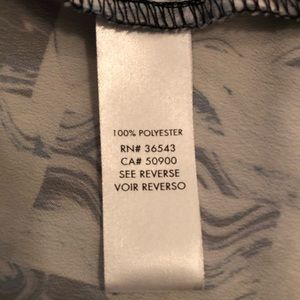 100% POLYESTER
RN# 36543
CA# 50900
SEE REVERSE
VOIR REVERSO